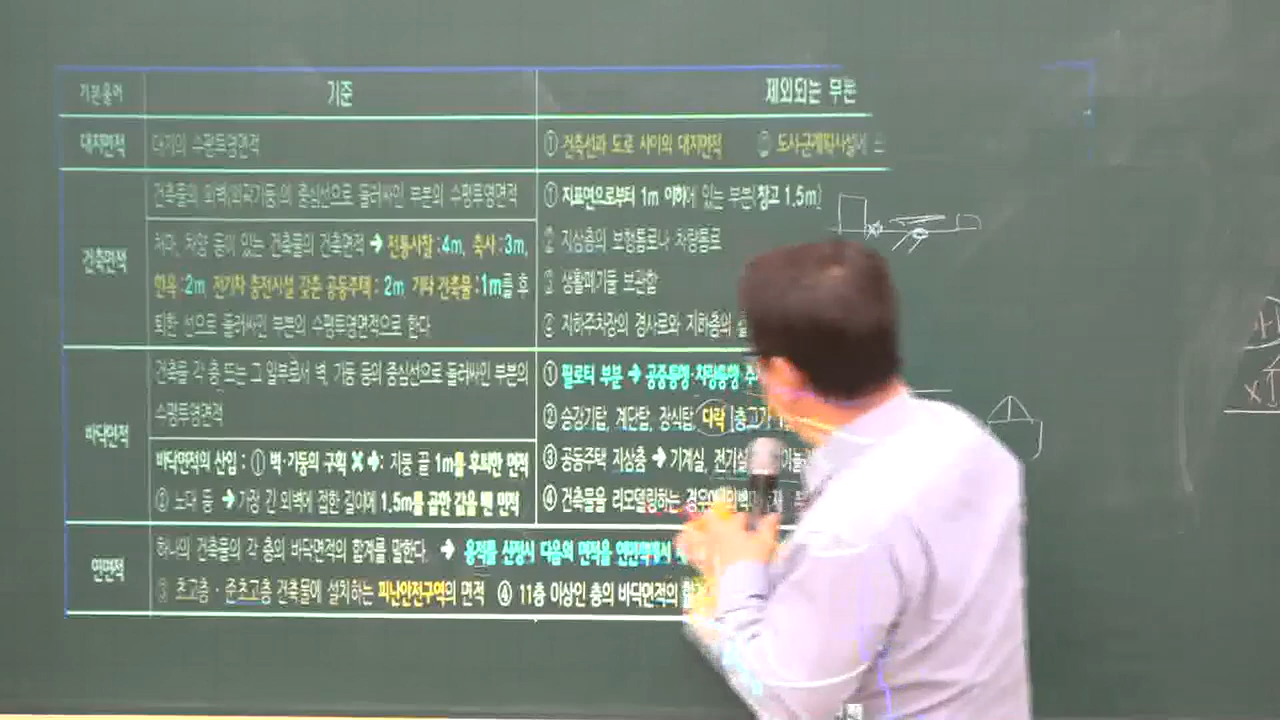 기본용어 기준 제외되는 부분
대지면적 대지의 수평투영면적 ① 건축선과 도로 사이의 대지면적 ② 도시·군계획시설에
건축면적
건축물의 외벽(외곽기둥)의 중심선으로 둘러싸인 부분의 수평투영면적
처마, 차양 등이 있는 건축물의 건축면적 ➔ 전통사찰 : 4m, 축사 : 3m,
한옥 : 2m 전기차 충전시설 갖춘 공동주택 : 2m, 기타 건축물 : 1m를 후
퇴한 선으로 둘러싸인 부분의 수평투영면적으로 한다
① 지표면으로부터 1m 이하에 있는 부분(창고 1.5m)
② 지상층의 보행통로나 차량통로
③ 생활폐기물 보관함
④ 지하주차장의 경사로와 지하층의
바닥면적
건축물 각 층 또는 그 일부로서 벽, 기둥 등의 중심선으로 둘러싸인 부분의
수평투영면적
바닥면적의 산입 : ① 벽·기둥의 구획 ✕ ➔ : 지붕 끝 1m를 후퇴한 면적
② 노대 등 ➔ 가장 긴 외벽에 접한 길이에 1.5m를 곱한 값을 뺀 면적
① 필로티 부분 ➔ 공중통행·차량통행·주
② 승강기탑, 계단탑, 장식탑, 다락 [층고가
③ 공동주택 지상층 ➔ 기계실, 전기실
④ 건축물을 리모델링하는 경우에 외벽
연면적
하나의 건축물의 각 층의 바닥면적의 합계를 말한다. ➔ 용적률 산정시 다음의 면적을 연면적에서
③ 초고층·준초고층 건축물에 설치하는 피난안전구역의 면적 ④ 11층 이상인 층의 바닥면적의 합